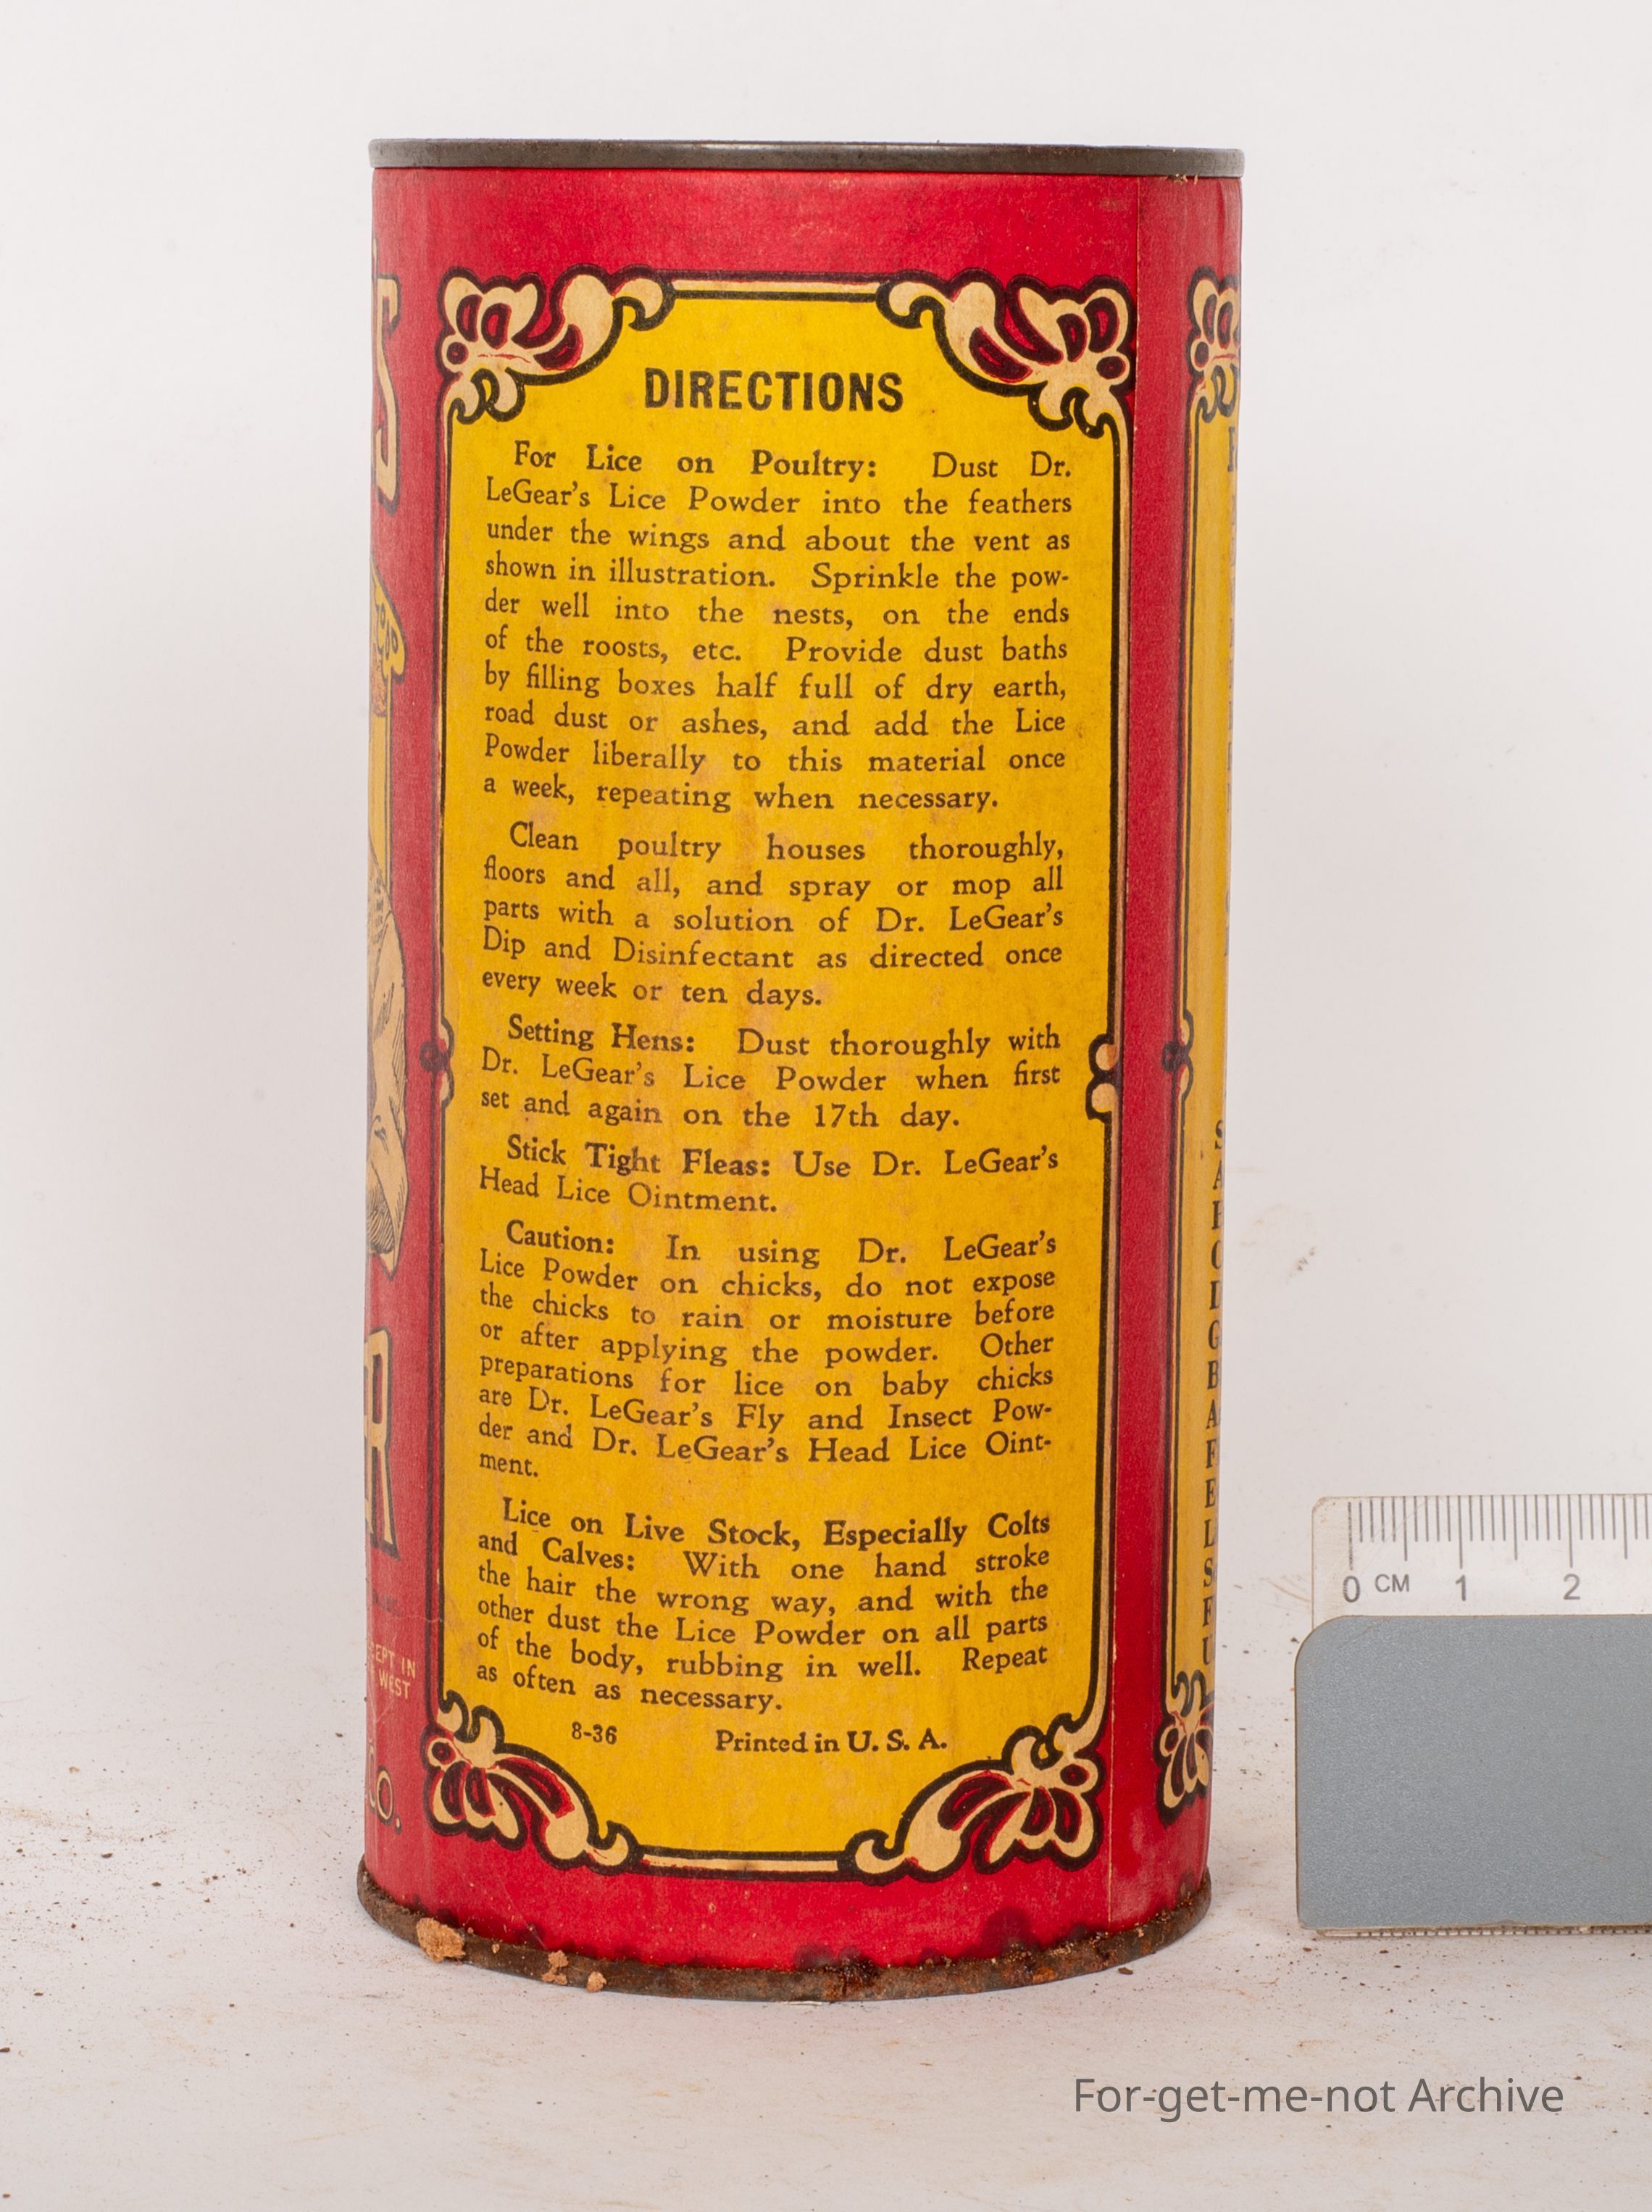 DIRECTIONS
For Lice on Poultry: Dust Dr.
LeGear's Lice Powder into the feathers
under the wings and about the vent as
shown in illustration. Sprinkle the pow-
der well into the nests, on the ends
of the roosts, etc. Provide dust baths
by filling boxes half full of dry earth,
road dust or ashes, and add the Lice
Powder liberally to this material once
a week, repeating when necessary.
Clean poultry houses thoroughly,
floors and all, and spray or mop all
parts with a solution of Dr. LeGear's
Dip and Disinfectant as directed once
every week or ten days.
Setting Hens: Dust thoroughly with
Dr. LeGear's Lice Powder when first
set and again on the 17th day.
Stick Tight Fleas: Use Dr. LeGear's
Head Lice Ointment.
Caution: In using Dr. LeGear's
Lice Powder on chicks, do not expose
the chicks to rain or moisture before
or after applying the powder. Other
preparations for lice on baby chicks
are Dr. LeGear's Fly and Insect Pow-
der and Dr. LeGear's Head Lice Oint-
ment.
Lice on Live Stock, Especially Colts
and Calves: With one hand stroke
the hair the wrong way, and with the
other dust the Lice Powder on all parts
of the body, rubbing in well. Repeat
as often as necessary.
8-36 Printed in U. S. A.
IN
WEST
CO.
0 CM 1 2
For-get-me-not Archive